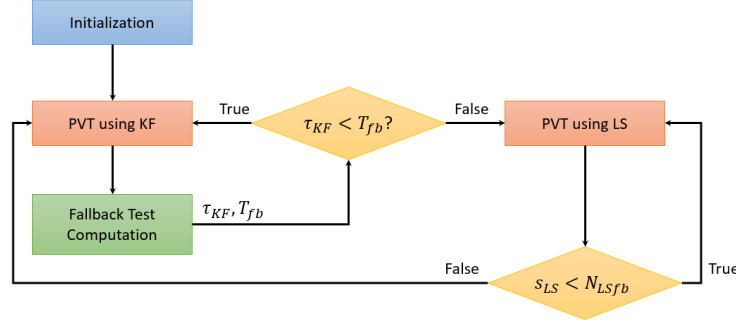 Initialization
True
False
PVT using KF
τ_KF < T_fb?
PVT using LS
Fallback Test
Computation
τ_KF, T_fb
False
s_LS < N_LSfb
True